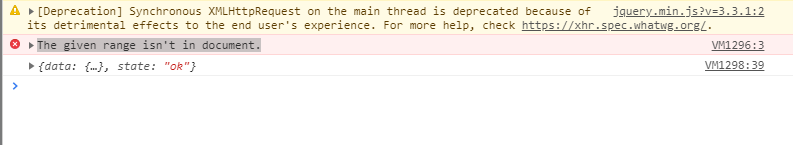 [Deprecation] Synchronous XMLHttpRequest on the main thread is deprecated because of jquery.min.js?v=3.3.1:2
its detrimental effects to the end user's experience. For more help, check https://xhr.spec.whatwg.org/.
The given range isn't in document. VM1296:3
{data: {…}, state: "ok"} VM1298:39